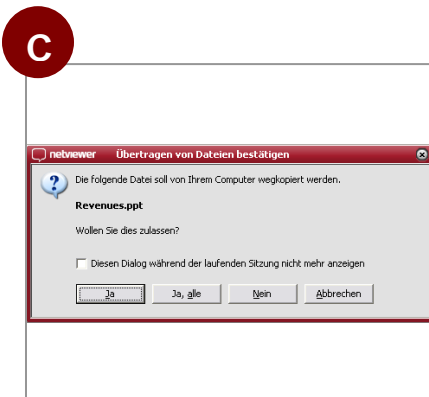 C
netviewer Übertragen von Dateien bestätigen
Die folgende Datei soll von Ihrem Computer wegkopiert werden.
Revenues.ppt
Wollen Sie dies zulassen?
Diesen Dialog während der laufenden Sitzung nicht mehr anzeigen
Ja Ja, alle Nein Abbrechen